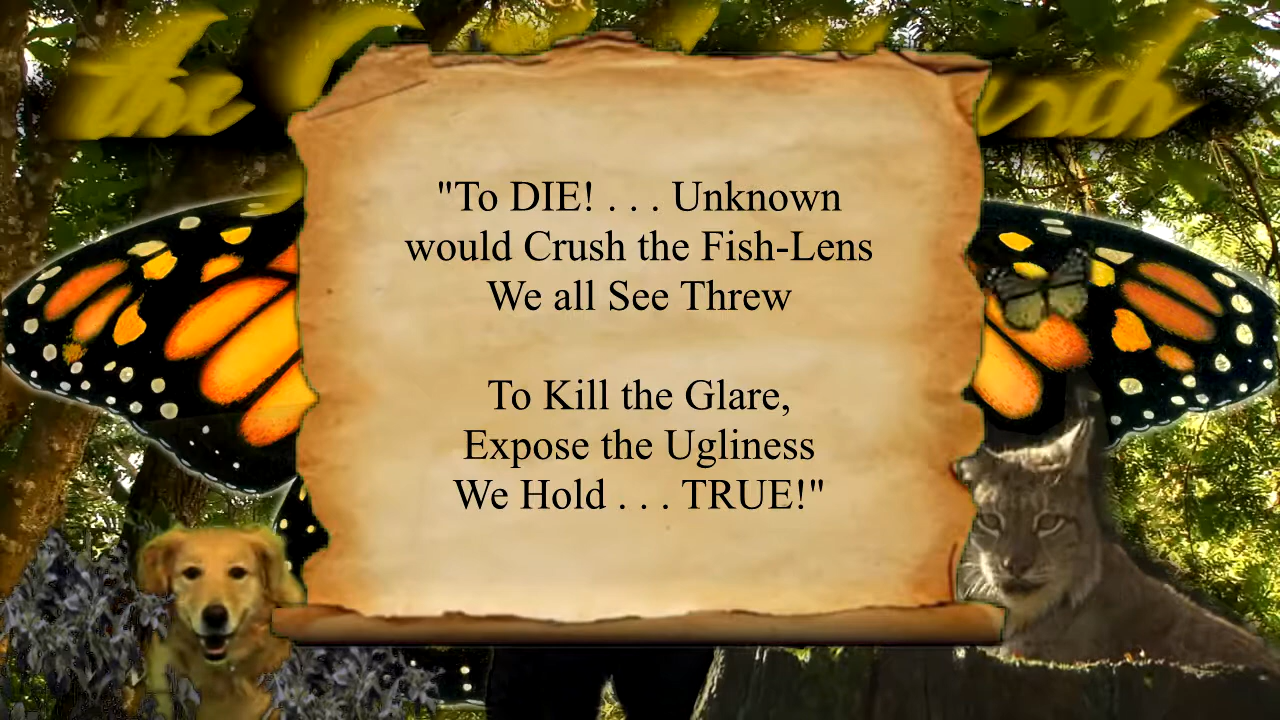 the
"To DIE! . . . Unknown
would Crush the Fish-Lens
We all See Threw

To Kill the Glare,
Expose the Ugliness
We Hold . . . TRUE!"